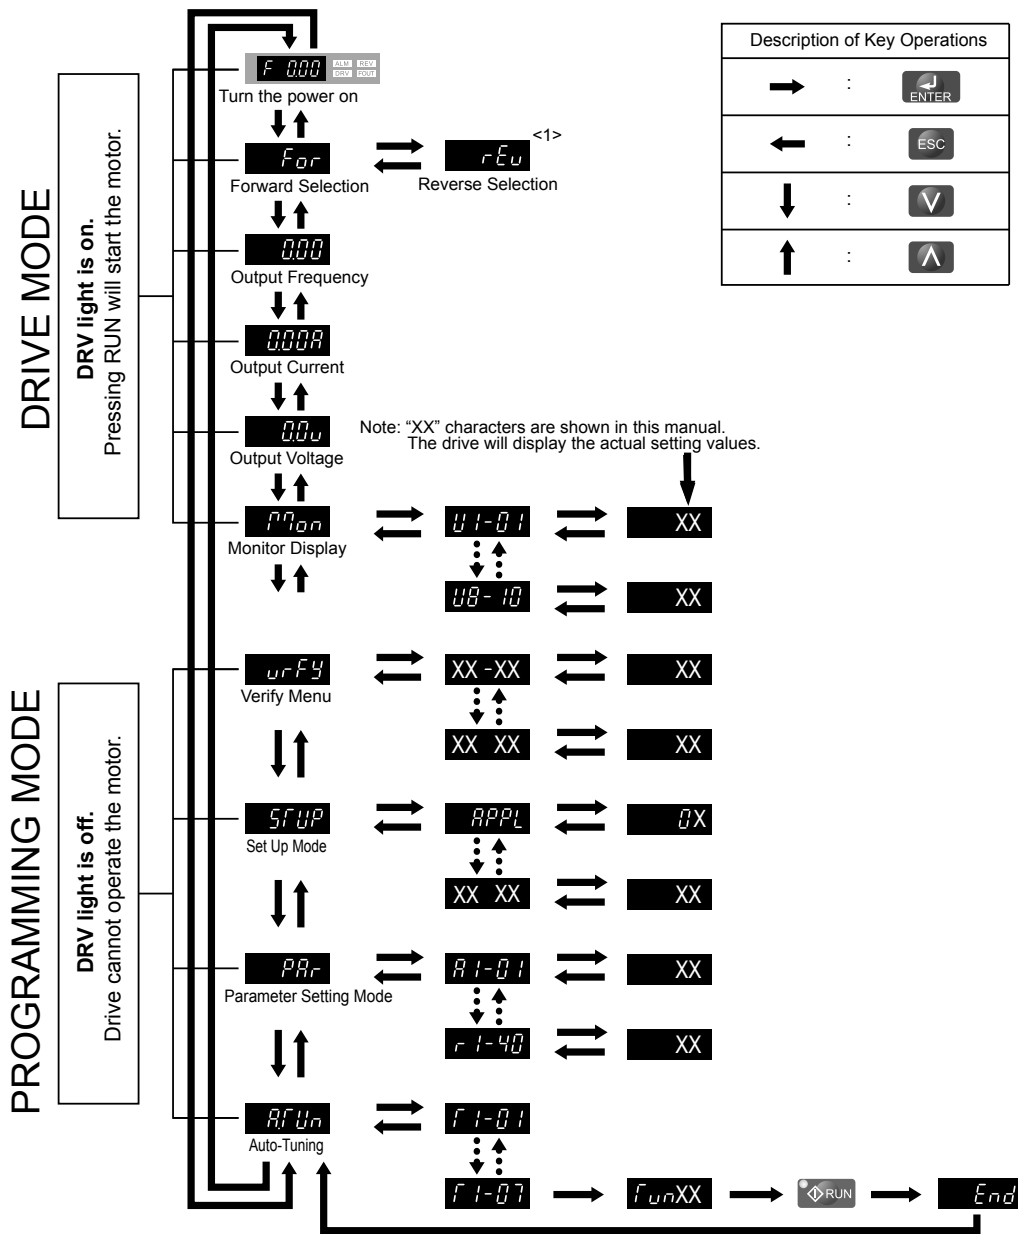 F 0.00
ALM REV
DRV FOUT
Turn the power on
For
Forward Selection
rEv
<1>
Reverse Selection
0.00
Output Frequency
0.00A
Output Current
0.0v
Output Voltage
Mon
Monitor Display
DRIVE MODE
DRV light is on.
Pressing RUN will start the motor.
Description of Key Operations
: ENTER
: ESC
: V
: Λ
Note: “XX” characters are shown in this manual.
The drive will display the actual setting values.
U1-01
XX
U8-10
XX
PROGRAMMING MODE
DRV light is off.
Drive cannot operate the motor.
vrFY
Verify Menu
XX -XX
XX
XX XX
XX
STUP
Set Up Mode
APPL
0X
XX XX
XX
PAr
Parameter Setting Mode
A1-01
XX
r1-40
XX
A.TUn
Auto-Tuning
T1-01
T1-07
TunXX
RUN
End